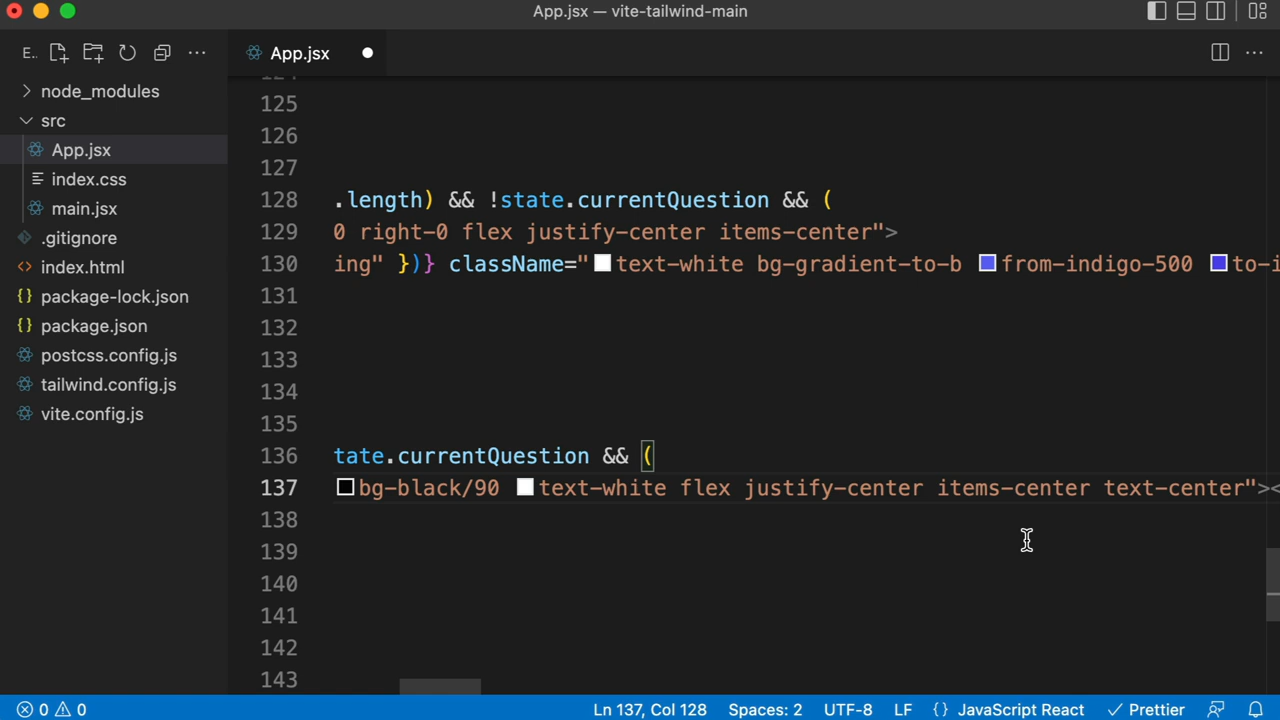 App.jsx — vite-tailwind-main
E..
App.jsx
node_modules
src
App.jsx
index.css
main.jsx
.gitignore
index.html
package-lock.json
package.json
postcss.config.js
tailwind.config.js
vite.config.js
125
126
127
128 .length) && !state.currentQuestion && (
129 0 right-0 flex justify-center items-center">
130 ing" })} className="text-white bg-gradient-to-b from-indigo-500 to-i
131
132
133
134
135
136 tate.currentQuestion && (
137 bg-black/90 text-white flex justify-center items-center text-center"><
138
139
140
141
142
143
0 0 Ln 137, Col 128 Spaces: 2 UTF-8 LF {} JavaScript React Prettier